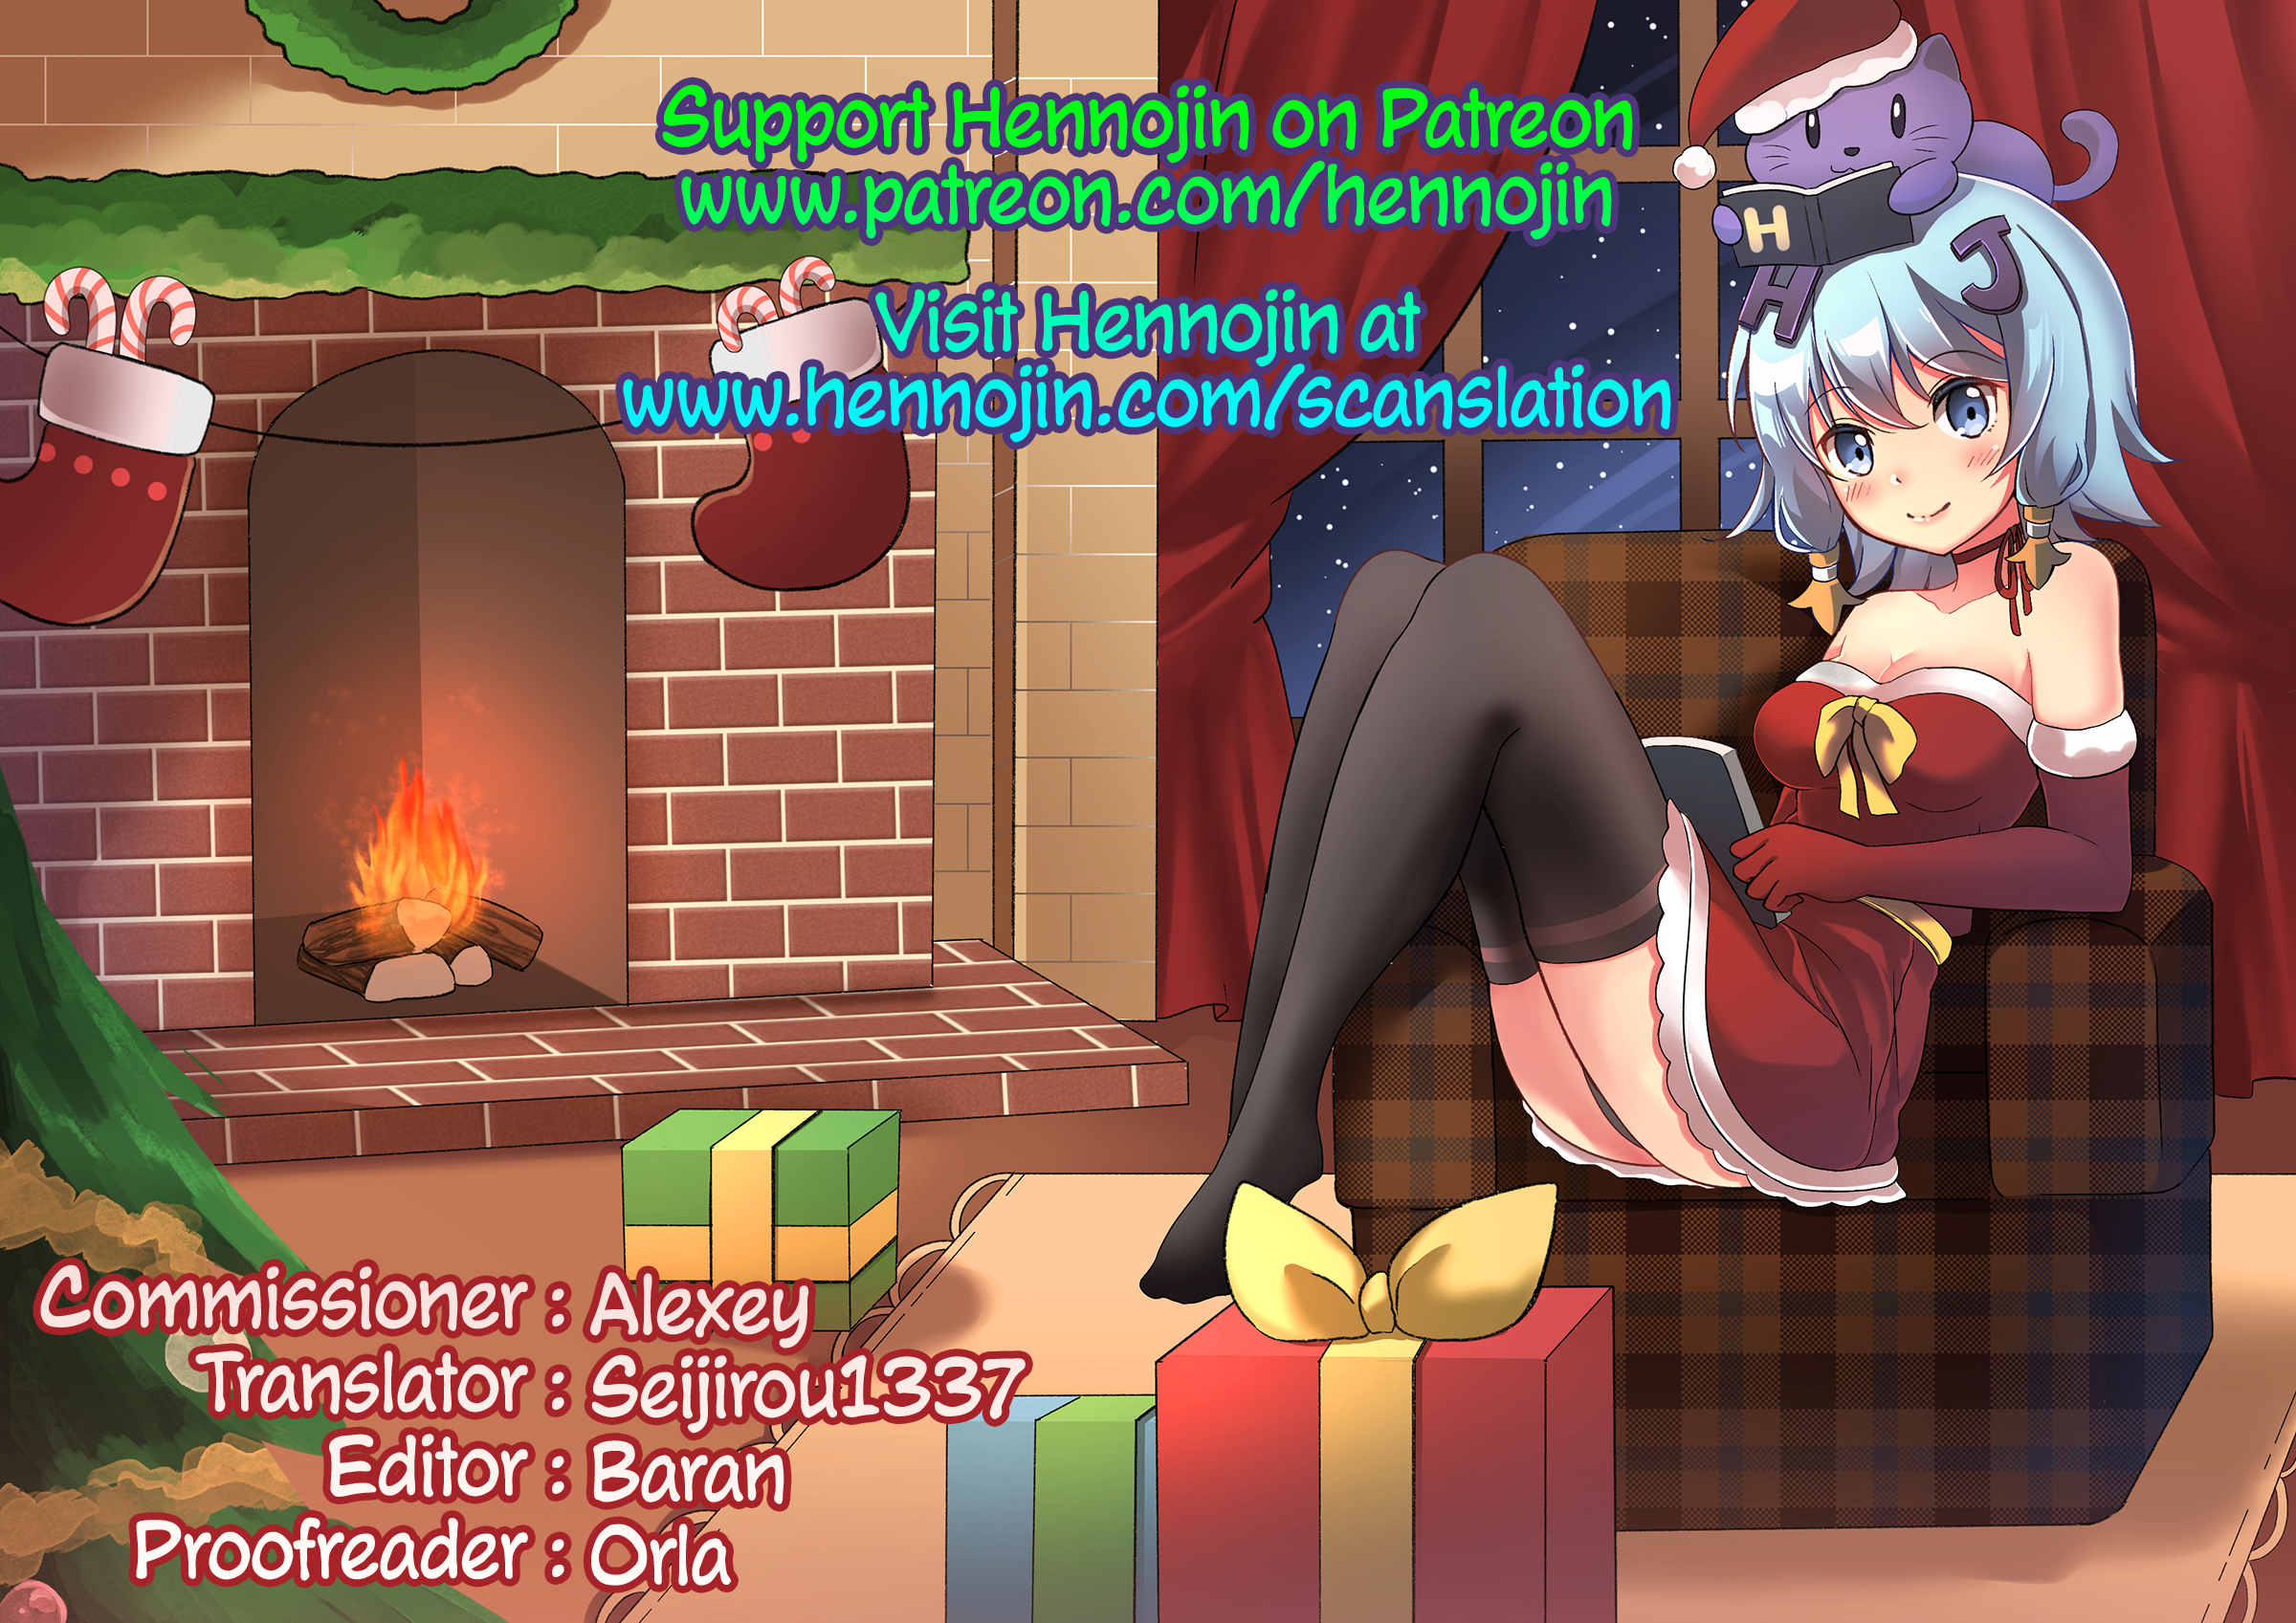 Support Hennojin on Patreon
www.patreon.com/hennojin
Visit Hennojin at
www.hennojin.com/scanslation
H
H J
Commissioner : Alexey
Translator : Seijirou1337
Editor : Baran
Proofreader : Orla